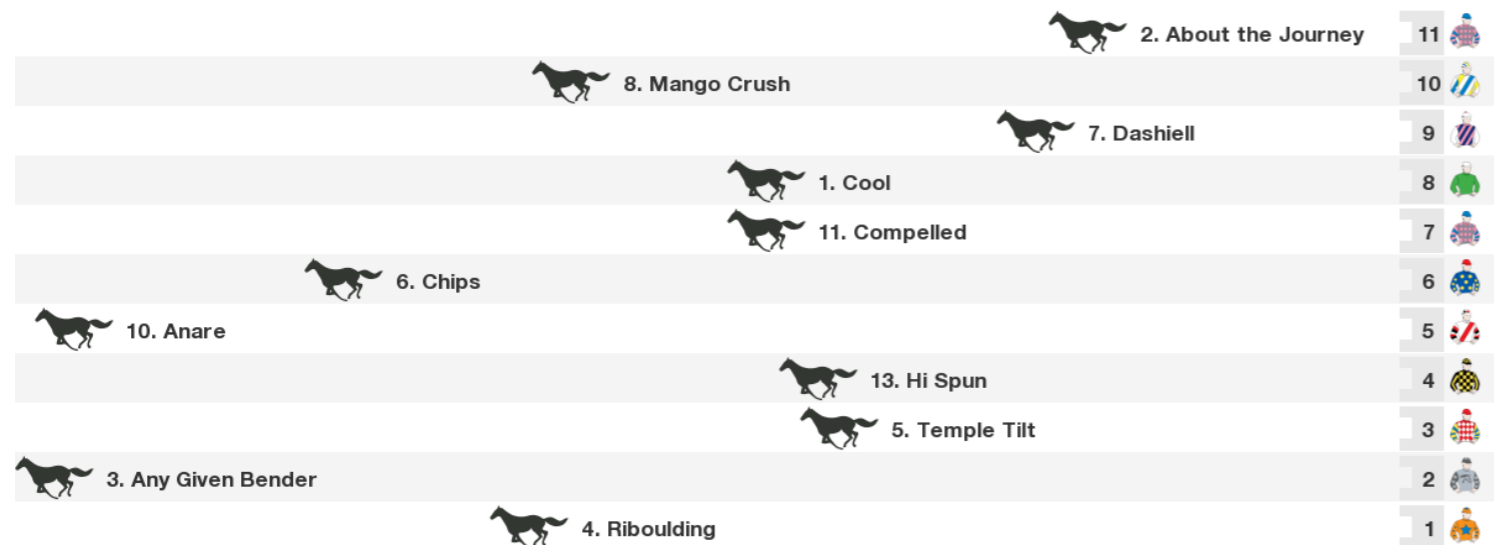 2. About the Journey 11
8. Mango Crush 10
7. Dashiell 9
1. Cool 8
11. Compelled 7
6. Chips 6
10. Anare 5
13. Hi Spun 4
5. Temple Tilt 3
3. Any Given Bender 2
4. Riboulding 1